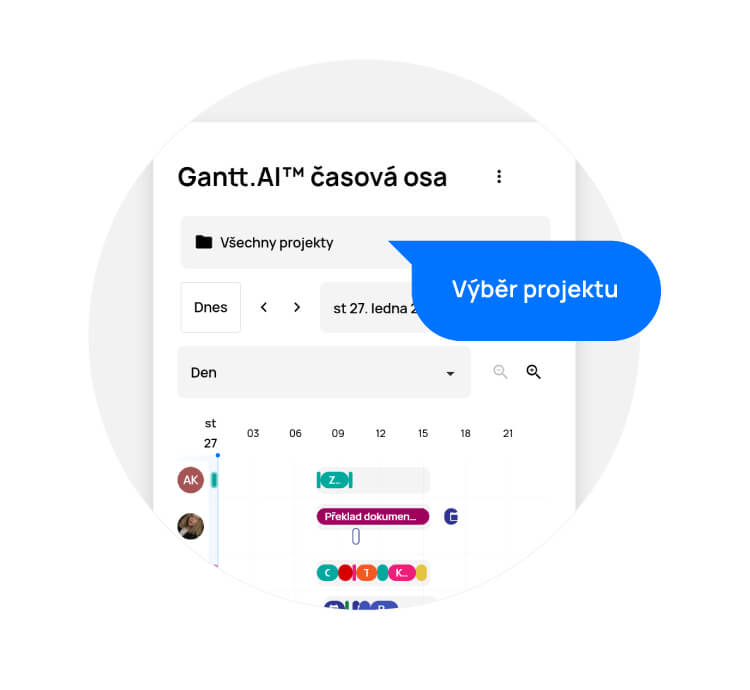 Gantt.AI™ časová osa
Všechny projekty
Výběr projektu
Dnes
st 27. ledna
Den
st
27
03 06 09 12 15 18 21
AK
Z...
Překlad dokumen...
T
K...